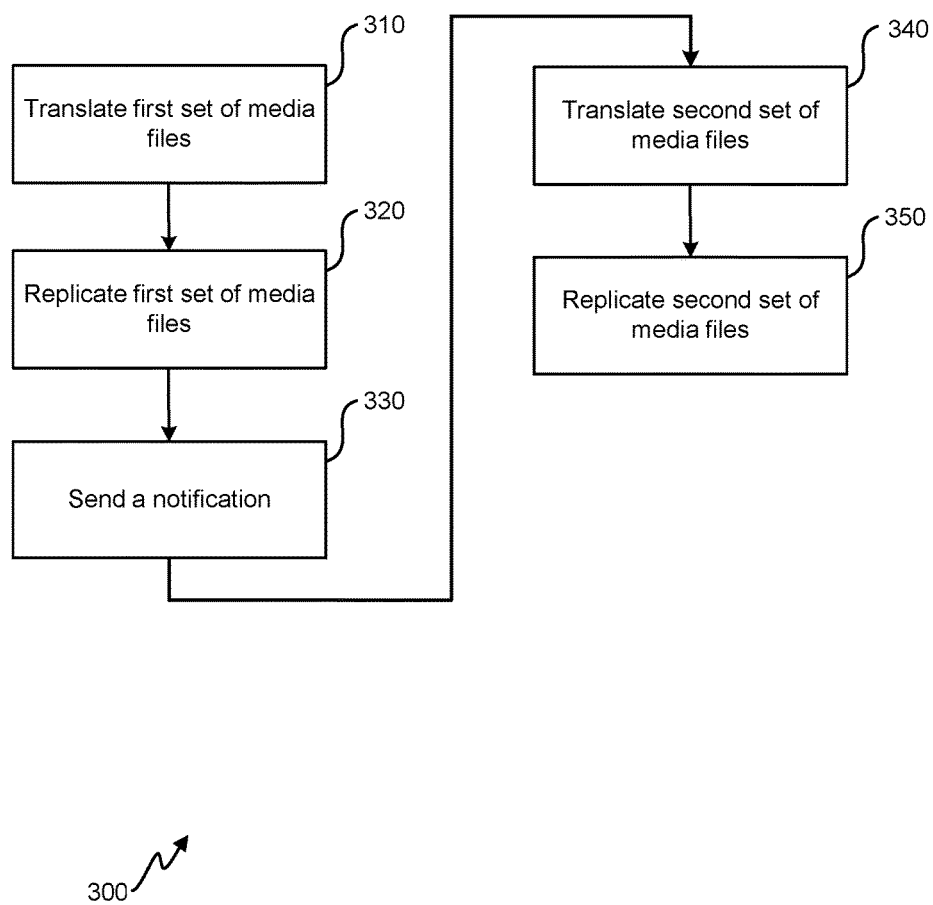 310
Translate first set of media
files
320
Replicate first set of media
files
330
Send a notification
340
Translate second set of
media files
350
Replicate second set of
media files
300